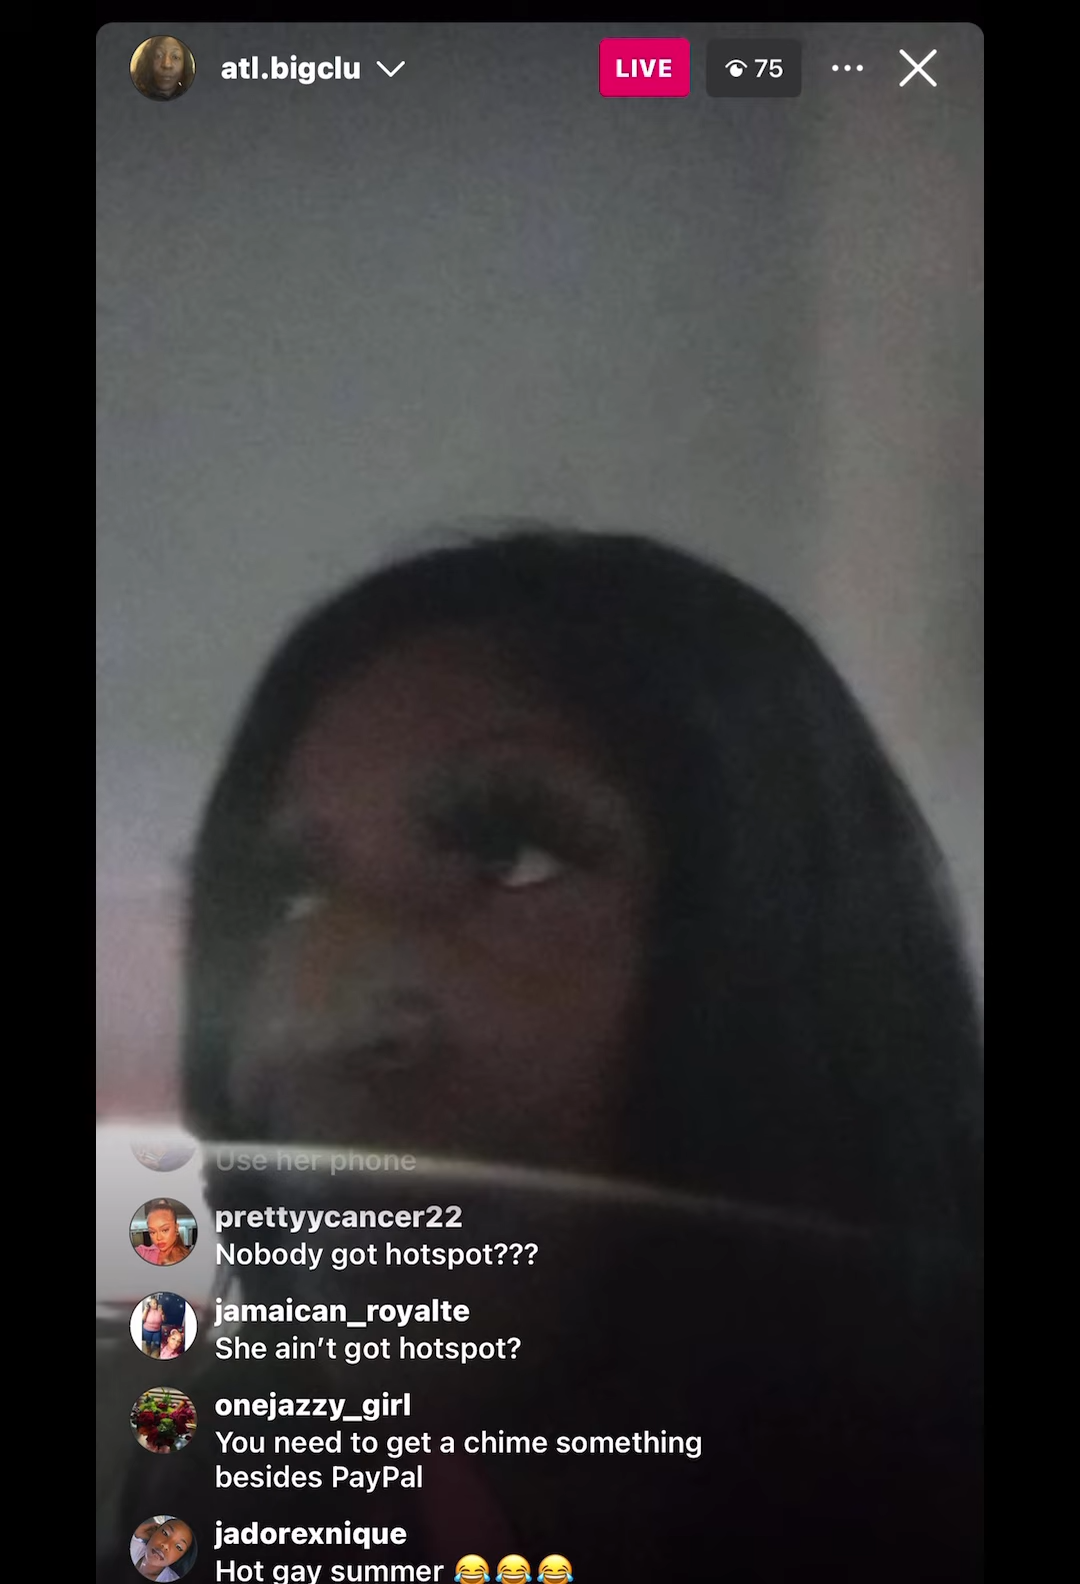 atl.bigclu
LIVE
75
Use her phone
prettyycancer22
Nobody got hotspot???
jamaican_royalte
She ain’t got hotspot?
onejazzy_girl
You need to get a chime something
besides PayPal
jadorexnique
Hot gay summer 😂😂😂